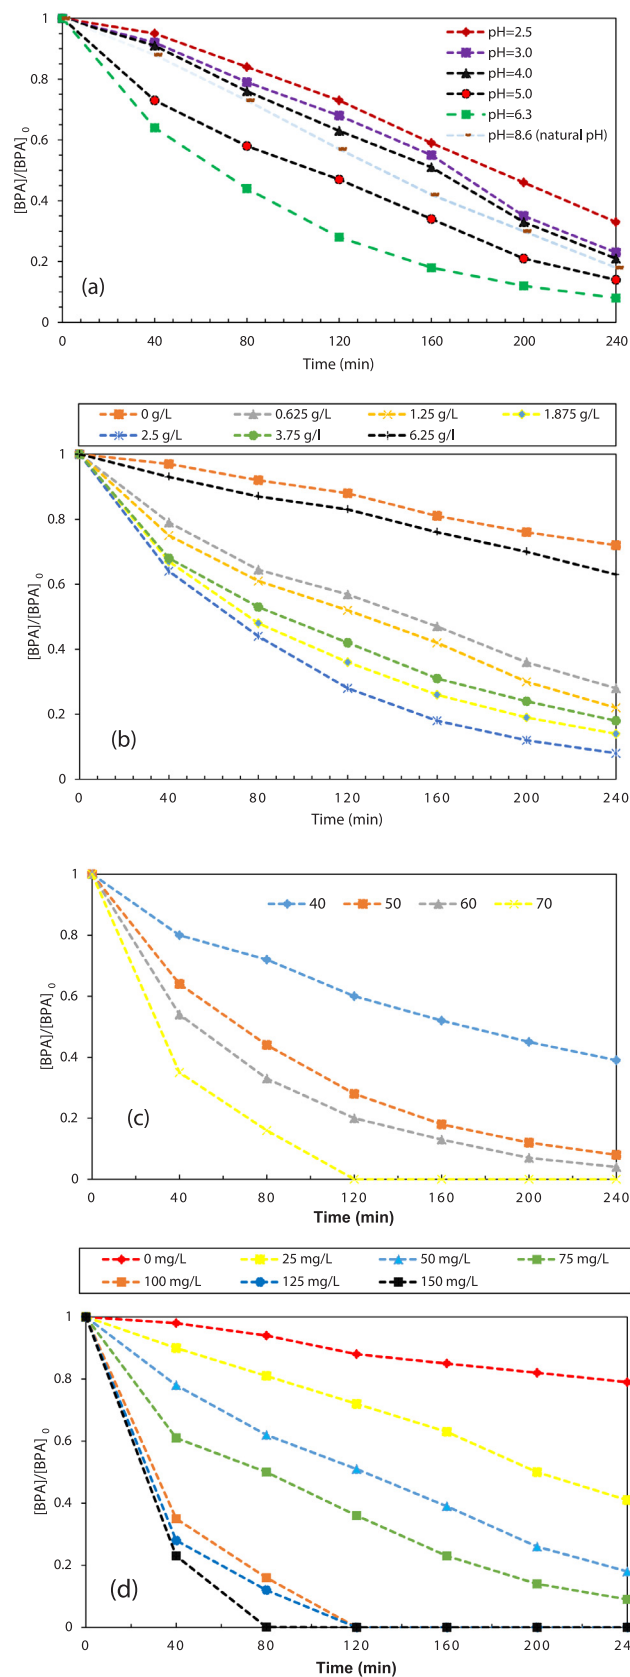 1
0.8
0.6
0.4
0.2
0
[BPA]/[BPA] 0
pH=2.5
pH=3.0
pH=4.0
pH=5.0
pH=6.3
pH=8.6 (natural pH)
(a)
0 40 80 120 160 200 240
Time (min)
0 g/L 0.625 g/L 1.25 g/L 1.875 g/L
2.5 g/L 3.75 g/l 6.25 g/l
1
0.8
0.6
0.4
0.2
0
[BPA]/[BPA] 0
(b)
0 40 80 120 160 200 240
Time (min)
1
0.8
0.6
0.4
0.2
0
[BPA]/[BPA] 0
40 50 60 70
(c)
0 40 80 120 160 200 240
Time (min)
0 mg/L 25 mg/L 50 mg/L 75 mg/L
100 mg/L 125 mg/L 150 mg/L
1
0.8
0.6
0.4
0.2
0
[BPA]/[BPA] 0
(d)
0 40 80 120 160 200 240
Time (min)